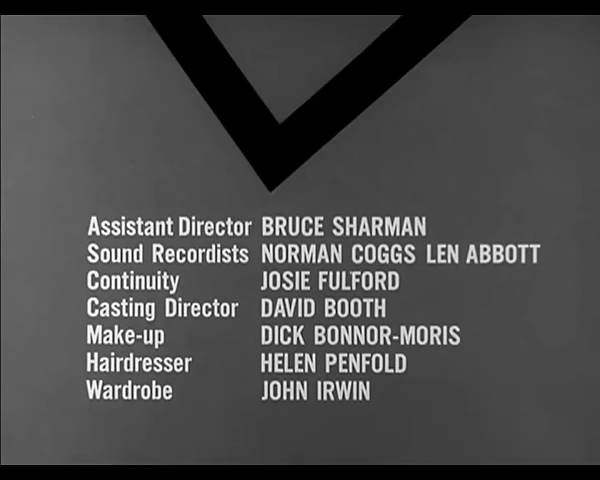 Assistant Director BRUCE SHARMAN
Sound Recordists NORMAN COGGS LEN ABBOTT
Continuity JOSIE FULFORD
Casting Director DAVID BOOTH
Make-up DICK BONNOR-MORIS
Hairdresser HELEN PENFOLD
Wardrobe JOHN IRWIN